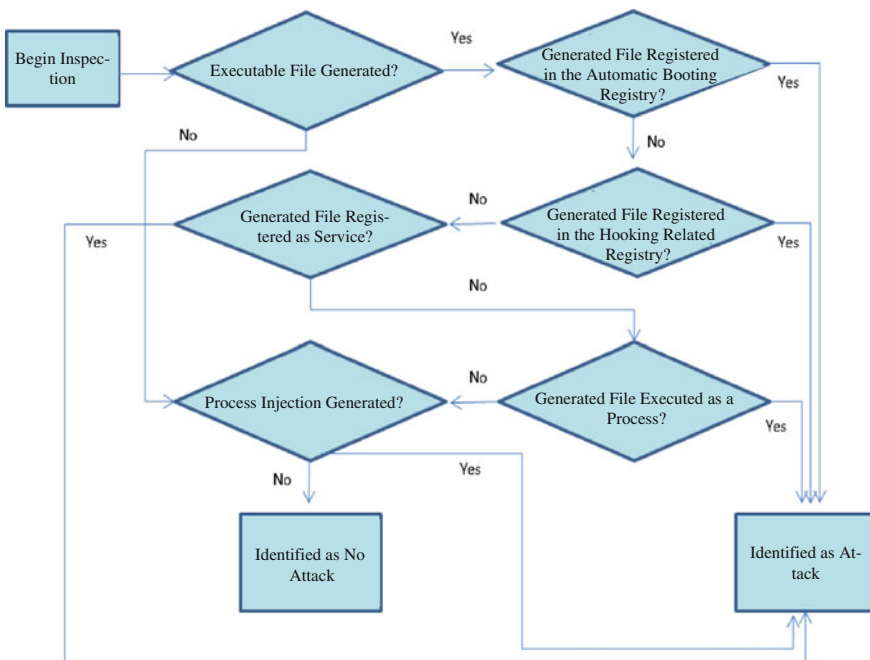 Begin Inspec-
tion
Executable File Generated?
Yes
Generated File Registered
in the Automatic Booting
Registry?
Yes
No
No
Generated File Regis-
tered as Service?
No
Generated File Registered
in the Hooking Related
Registry?
Yes
Yes
No
Process Injection Generated?
No
Generated File Executed as a
Process?
Yes
No
Yes
Identified as No
Attack
Identified as At-
tack